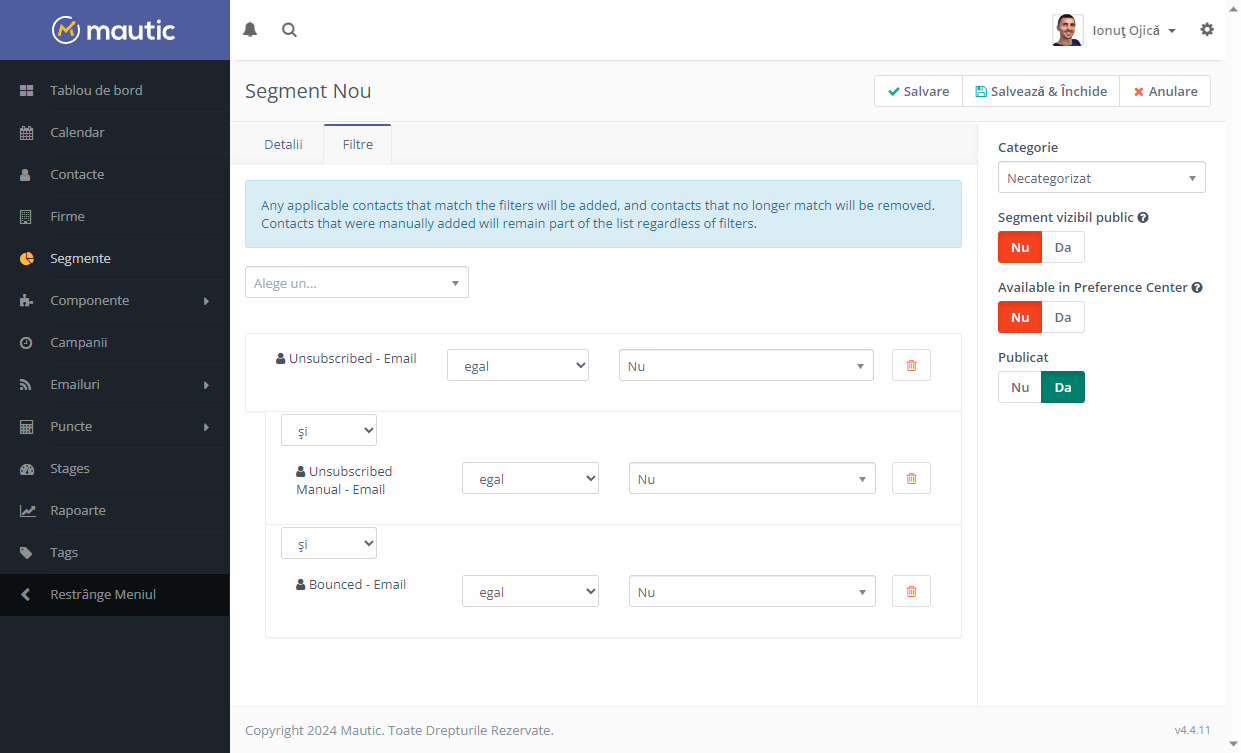 mautic
Ionuţ Ojică
Tablou de bord
Calendar
Contacte
Firme
Segmente
Componente
Campanii
Emailuri
Puncte
Stages
Rapoarte
Tags
Restrânge Meniul
Segment Nou
Salvare
Salvează & Închide
Anulare
Detalii
Filtre
Any applicable contacts that match the filters will be added, and contacts that no longer match will be removed.
Contacts that were manually added will remain part of the list regardless of filters.
Alege un...
Unsubscribed - Email
egal
Nu
şi
Unsubscribed
Manual - Email
egal
Nu
şi
Bounced - Email
egal
Nu
Categorie
Necategorizat
Segment vizibil public
Nu
Da
Available in Preference Center
Nu
Da
Publicat
Nu
Da
Copyright 2024 Mautic. Toate Drepturile Rezervate.
v4.4.11